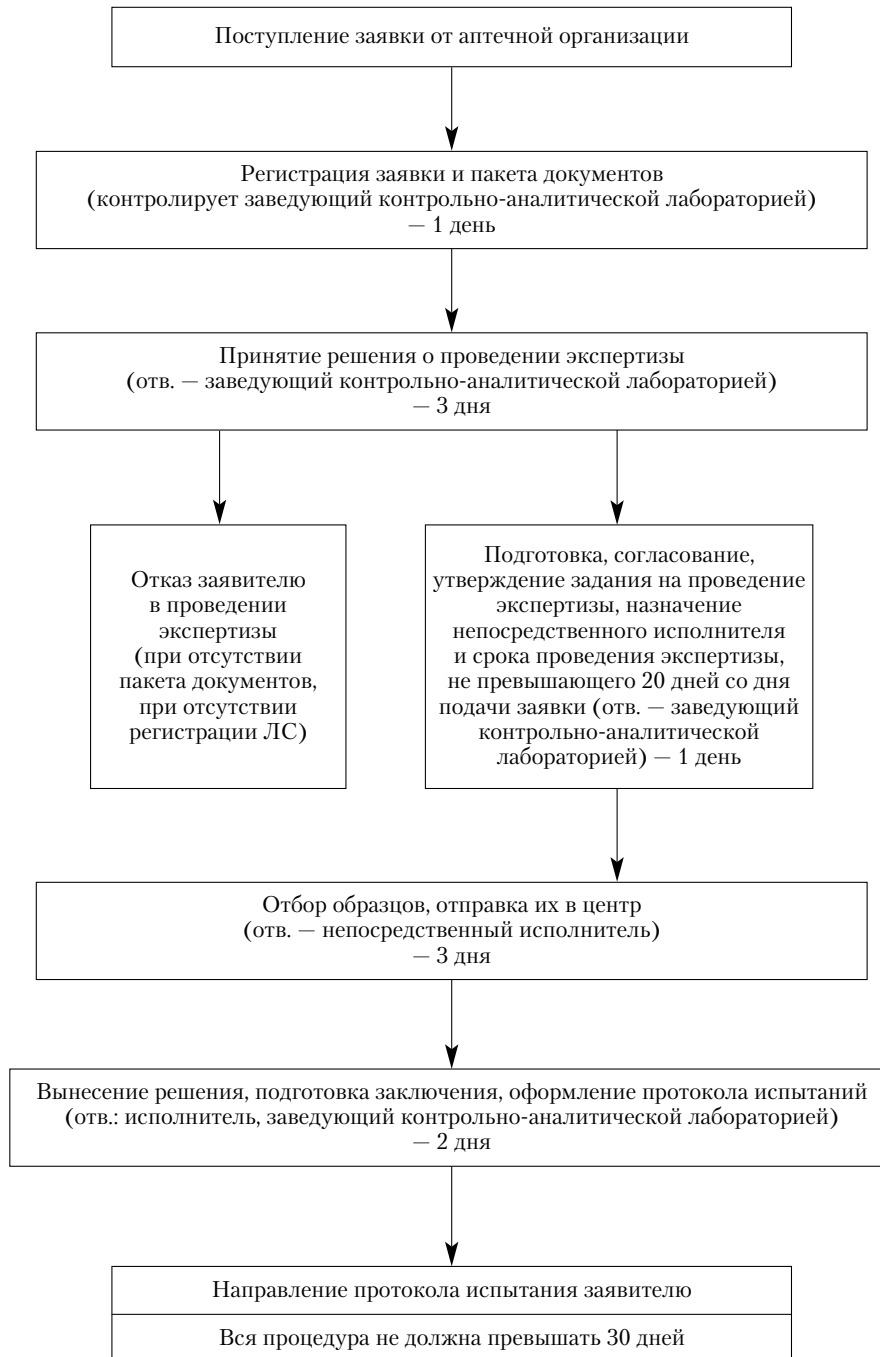 Поступление заявки от аптечной организации
Регистрация заявки и пакета документов
(контролирует заведующий контрольно-аналитической лабораторией)
— 1 день
Принятие решения о проведении экспертизы
(отв. — заведующий контрольно-аналитической лабораторией)
— 3 дня
Отказ заявителю
в проведении
экспертизы
(при отсутствии
пакета документов,
при отсутствии
регистрации ЛС)
Подготовка, согласование,
утверждение задания на проведение
экспертизы, назначение
непосредственного исполнителя
и срока проведения экспертизы,
не превышающего 20 дней со дня
подачи заявки (отв. — заведующий
контрольно-аналитической
лабораторией) — 1 день
Отбор образцов, отправка их в центр
(отв. — непосредственный исполнитель)
— 3 дня
Вынесение решения, подготовка заключения, оформление протокола испытаний
(отв.: исполнитель, заведующий контрольно-аналитической лабораторией)
— 2 дня
Направление протокола испытания заявителю
Вся процедура не должна превышать 30 дней